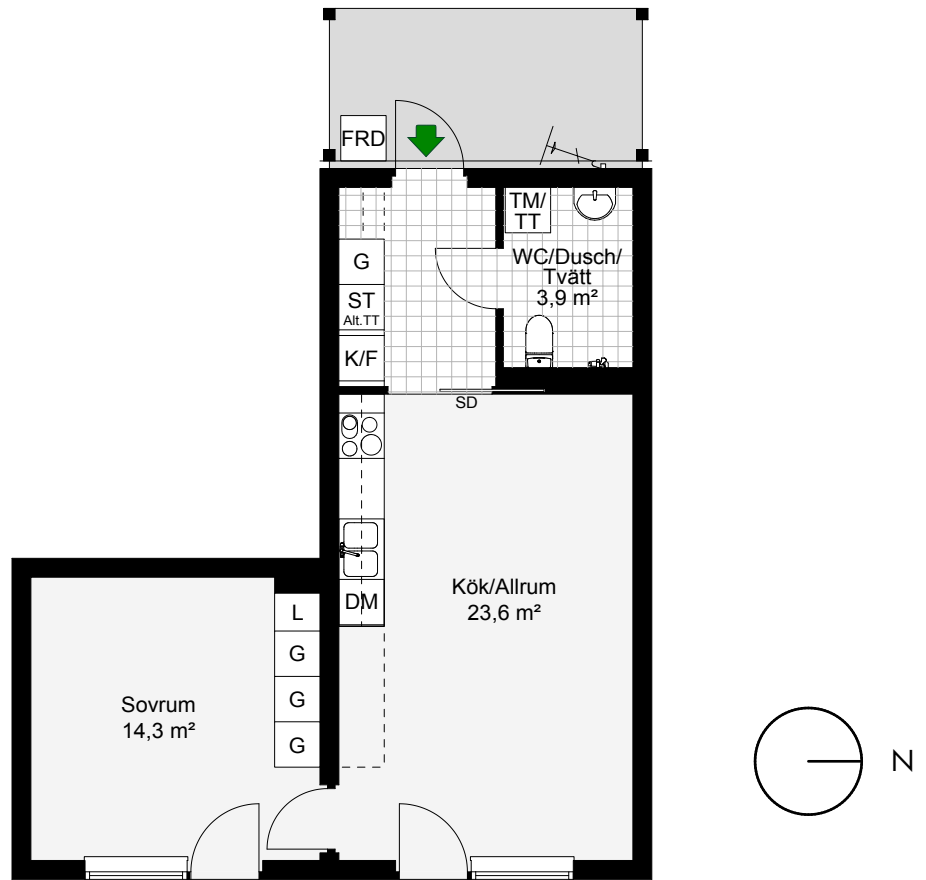 FRD
TM/
TT
WC/Dusch/
Tvätt
3,9 m²
G
ST
Alt.TT
K/F
SD
DM
Kök/Allrum
23,6 m²
L
G
G
G
Sovrum
14,3 m²
N